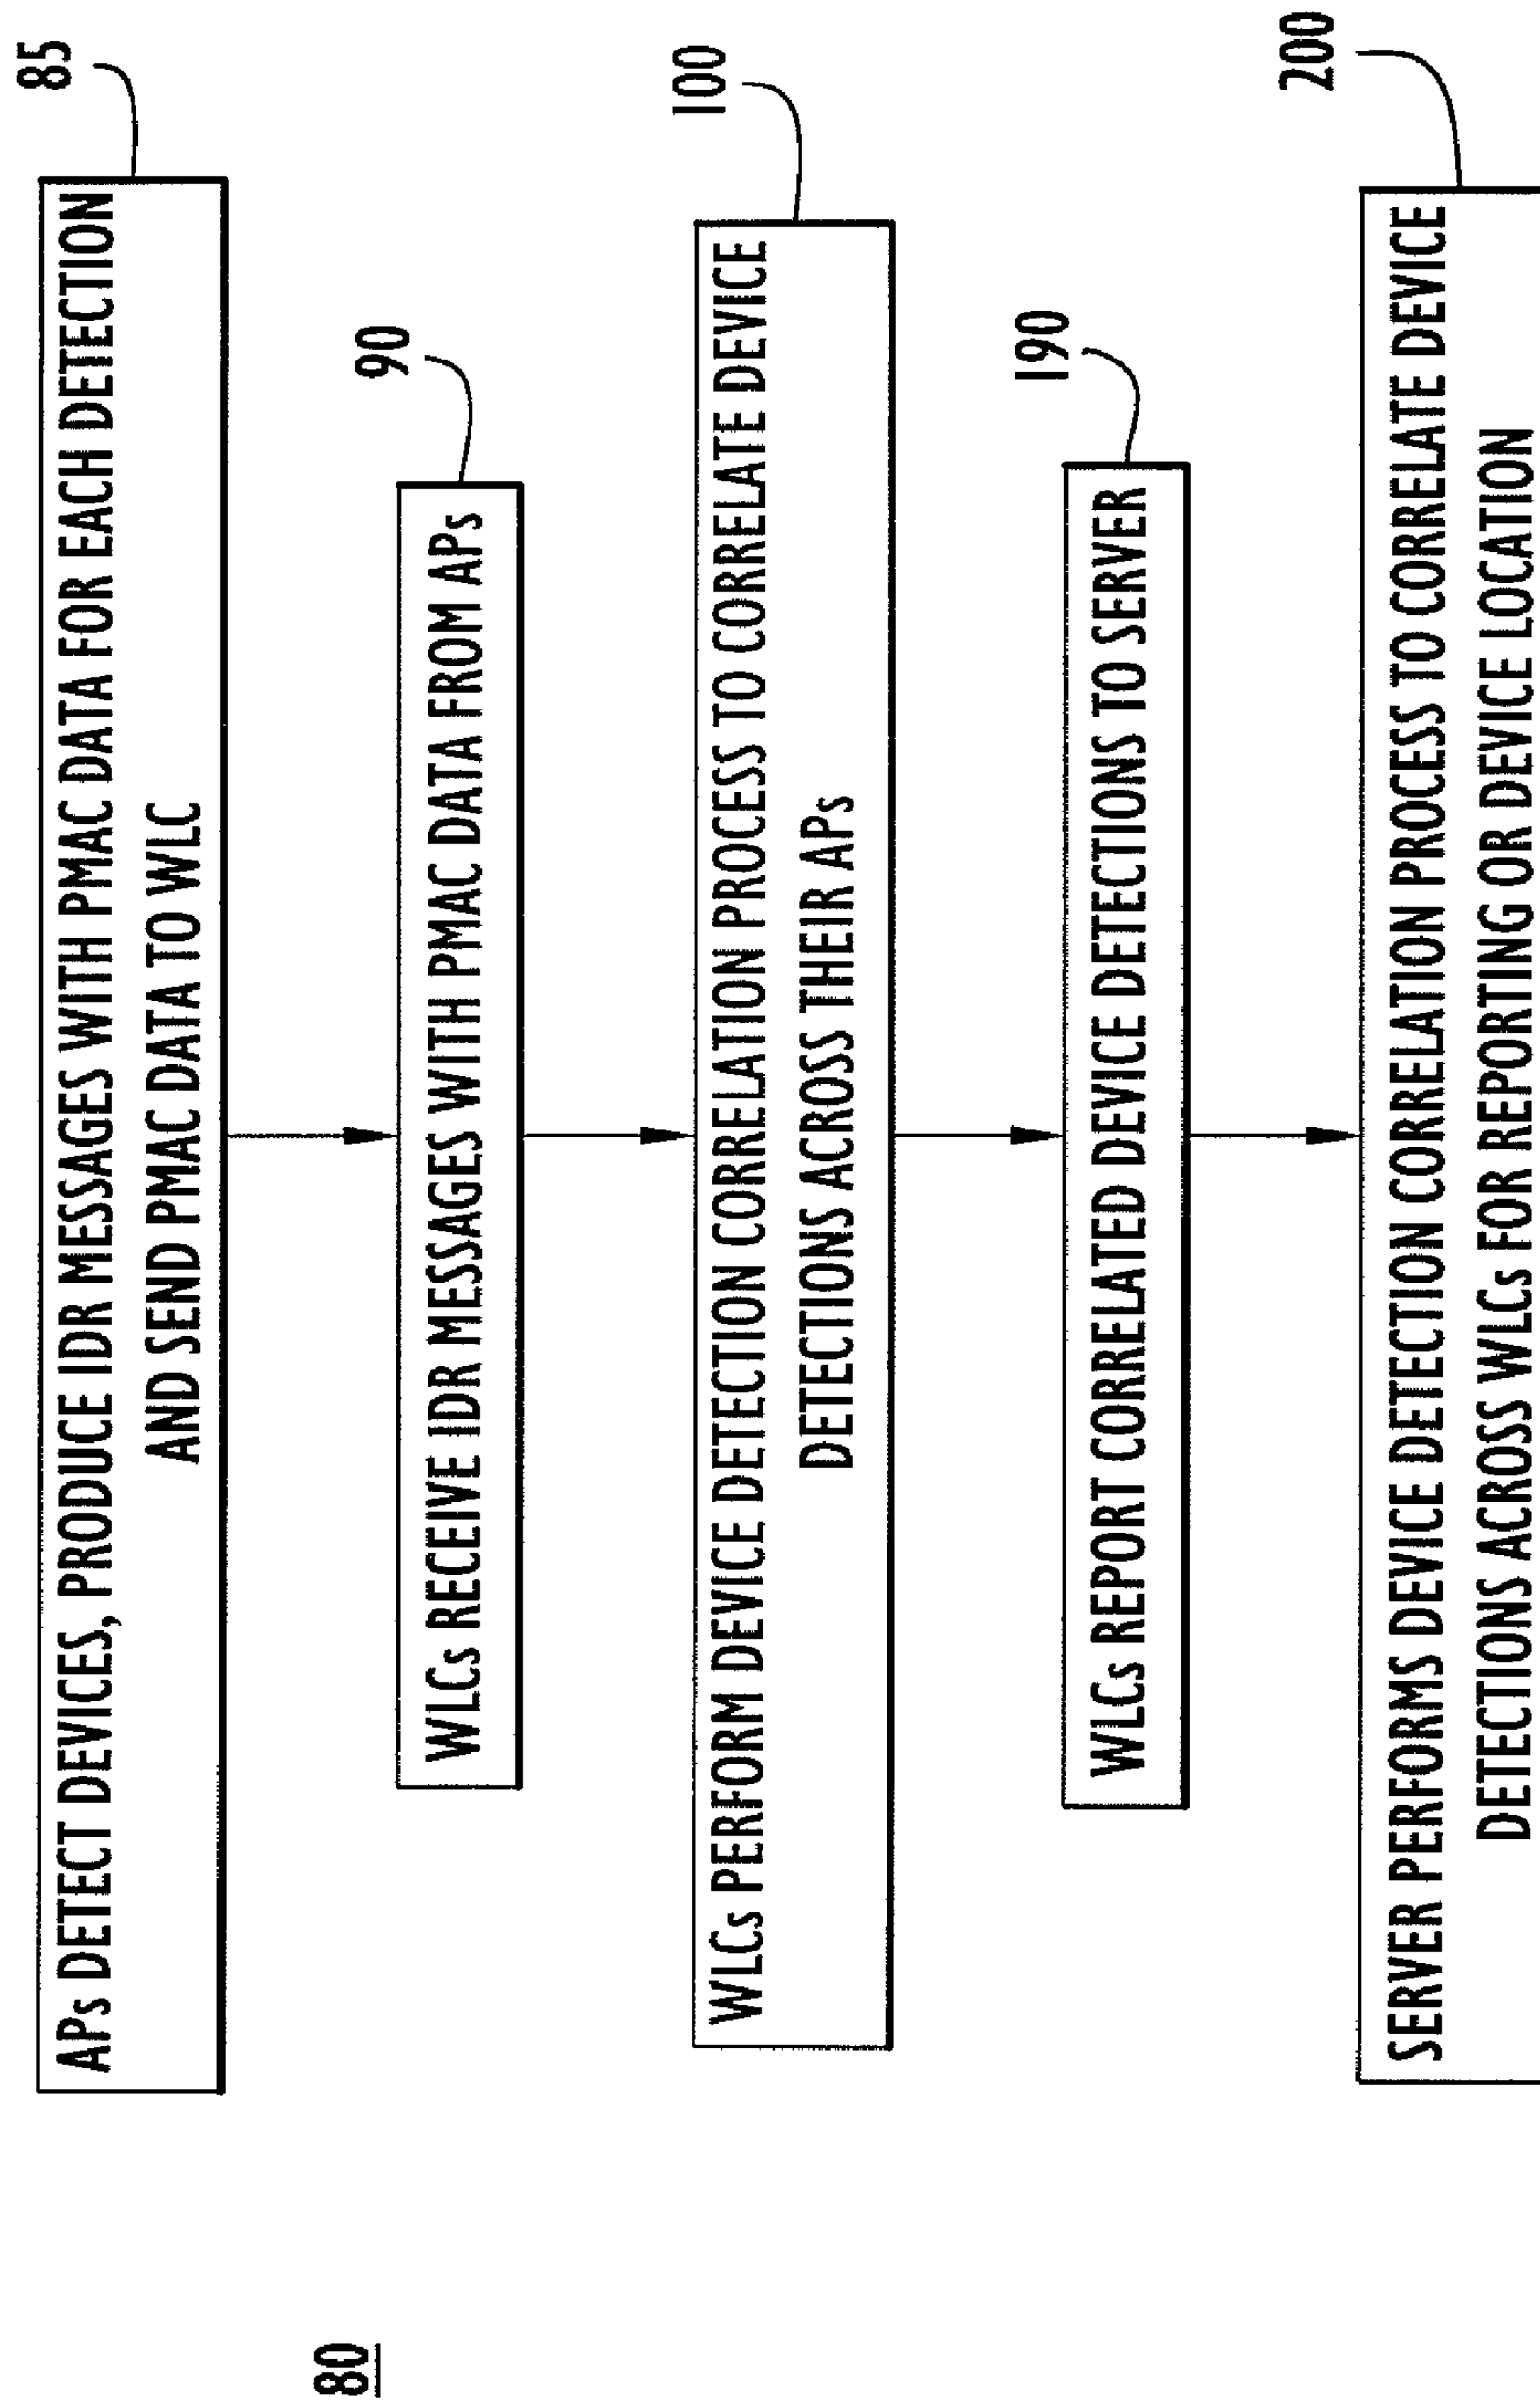 80
85
APs DETECT DEVICES, PRODUCE IDR MESSAGES WITH PMAC DATA FOR EACH DETECTION
AND SEND PMAC DATA TO WLC
90
WLCs RECEIVE IDR MESSAGES WITH PMAC DATA FROM APs
100
WLCs PERFORM DEVICE DETECTION CORRELATION PROCESS TO CORRELATE DEVICE
DETECTIONS ACROSS THEIR APs
190
WLCs REPORT CORRELATED DEVICE DETECTIONS TO SERVER
200
SERVER PERFORMS DEVICE DETECTION CORRELATION PROCESS TO CORRELATE DEVICE
DETECTIONS ACROSS WLCs FOR REPORTING OR DEVICE LOCATION